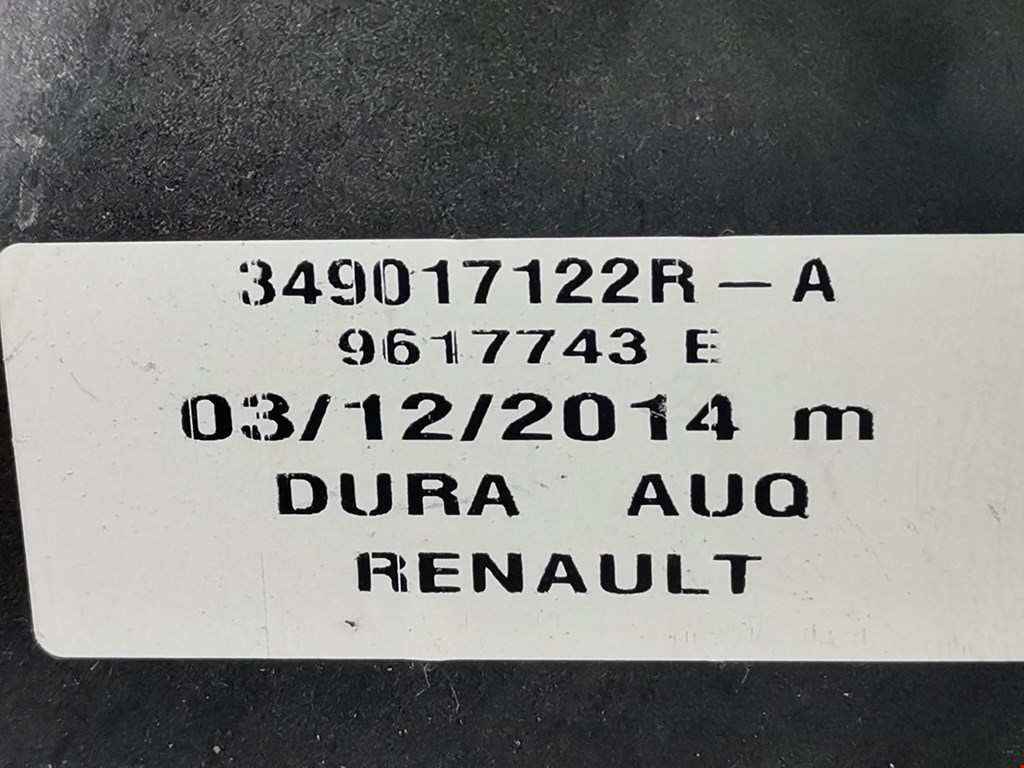 349017122R - A
9617743 E
03/12/2014 m
DURA AUQ
RENAULT